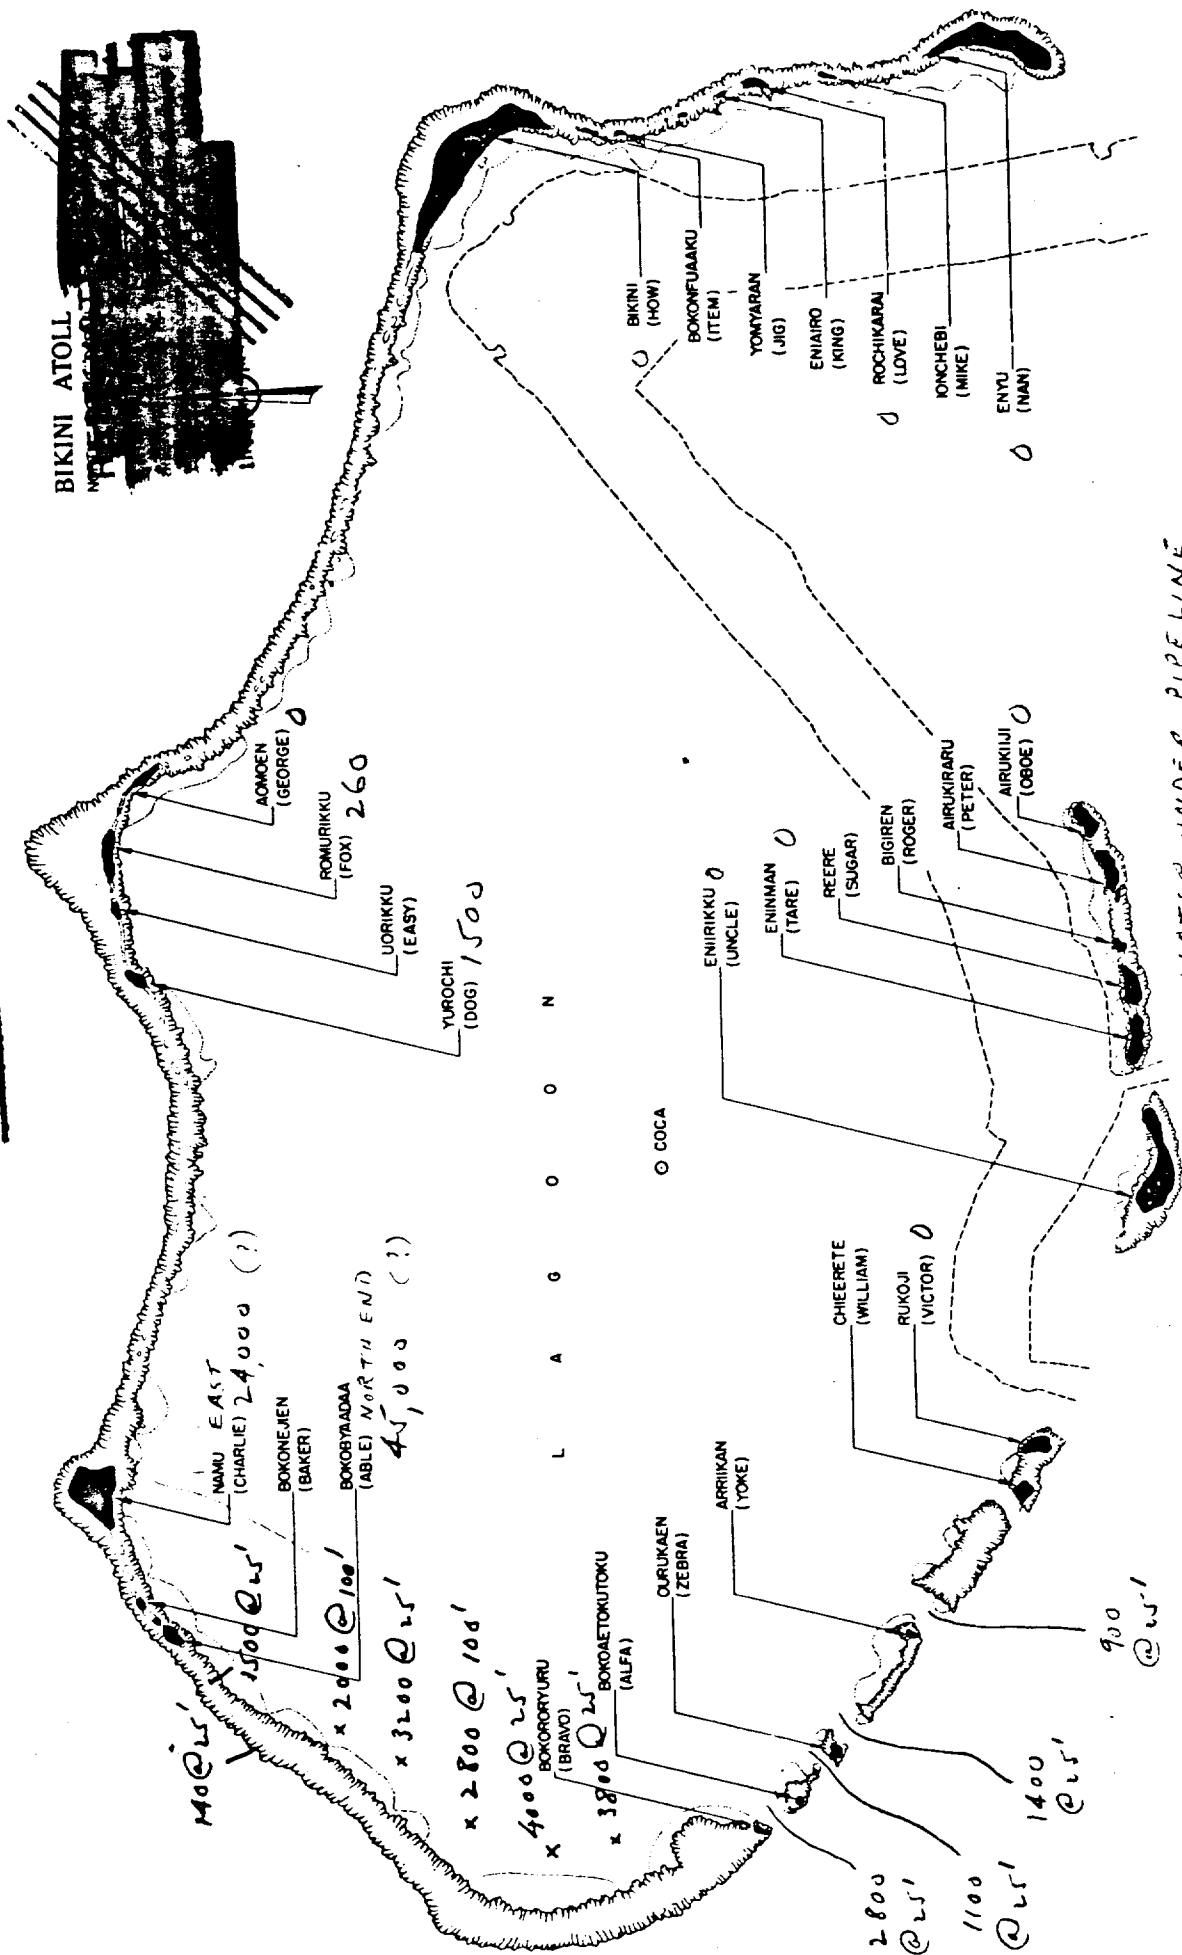 BIKINI ATOLL
NAMU EAST
(CHARLIE) 24,000 (?)
BOKONEJIEN
(BAKER)
BOKOBYAADAA
(ABLE) NORTH END
45,000 (?)
140 @ 25'
1500 @ 25'
x 2000 @ 100'
x 3200 @ 25'
x 2800 @ 100'
x 4000 @ 25'
x 3800 @ 25'
BOKORORYURU
(BRAVO)
BOKOAETOKUTOKU
(ALFA)
OURUKAEN
(ZEBRA)
ARRIIKAN
(YOKE)
2800
@ 25'
1100
@ 25'
1400
@ 25'
900
@ 25'
CHIEERETE
(WILLIAM)
RUKOJI
(VICTOR) 0
YUROCHI
(DOG) 1500
UORIKKU
(EASY)
ROMURIKKU
(FOX) 260
AOMOEN
(GEORGE) 0
L A G O O N
COCA
ENIIRIKKU 0
(UNCLE)
ENINMAN
(TARE) 0
REERE
(SUGAR)
BIGIREN
(ROGER)
AIRUKIRARU
(PETER)
AIRUKIIJI
(OBOE) 0
BIKINI
(HOW) 0
BOKONFUAAKU
(ITEM)
YOMYARAN
(JIG)
ENIAIRO
(KING)
ROCHIKARAI
(LOVE) 0
IONCHEBI
(MIKE)
ENYU
(NAN) 0
UNDER PIPELINE